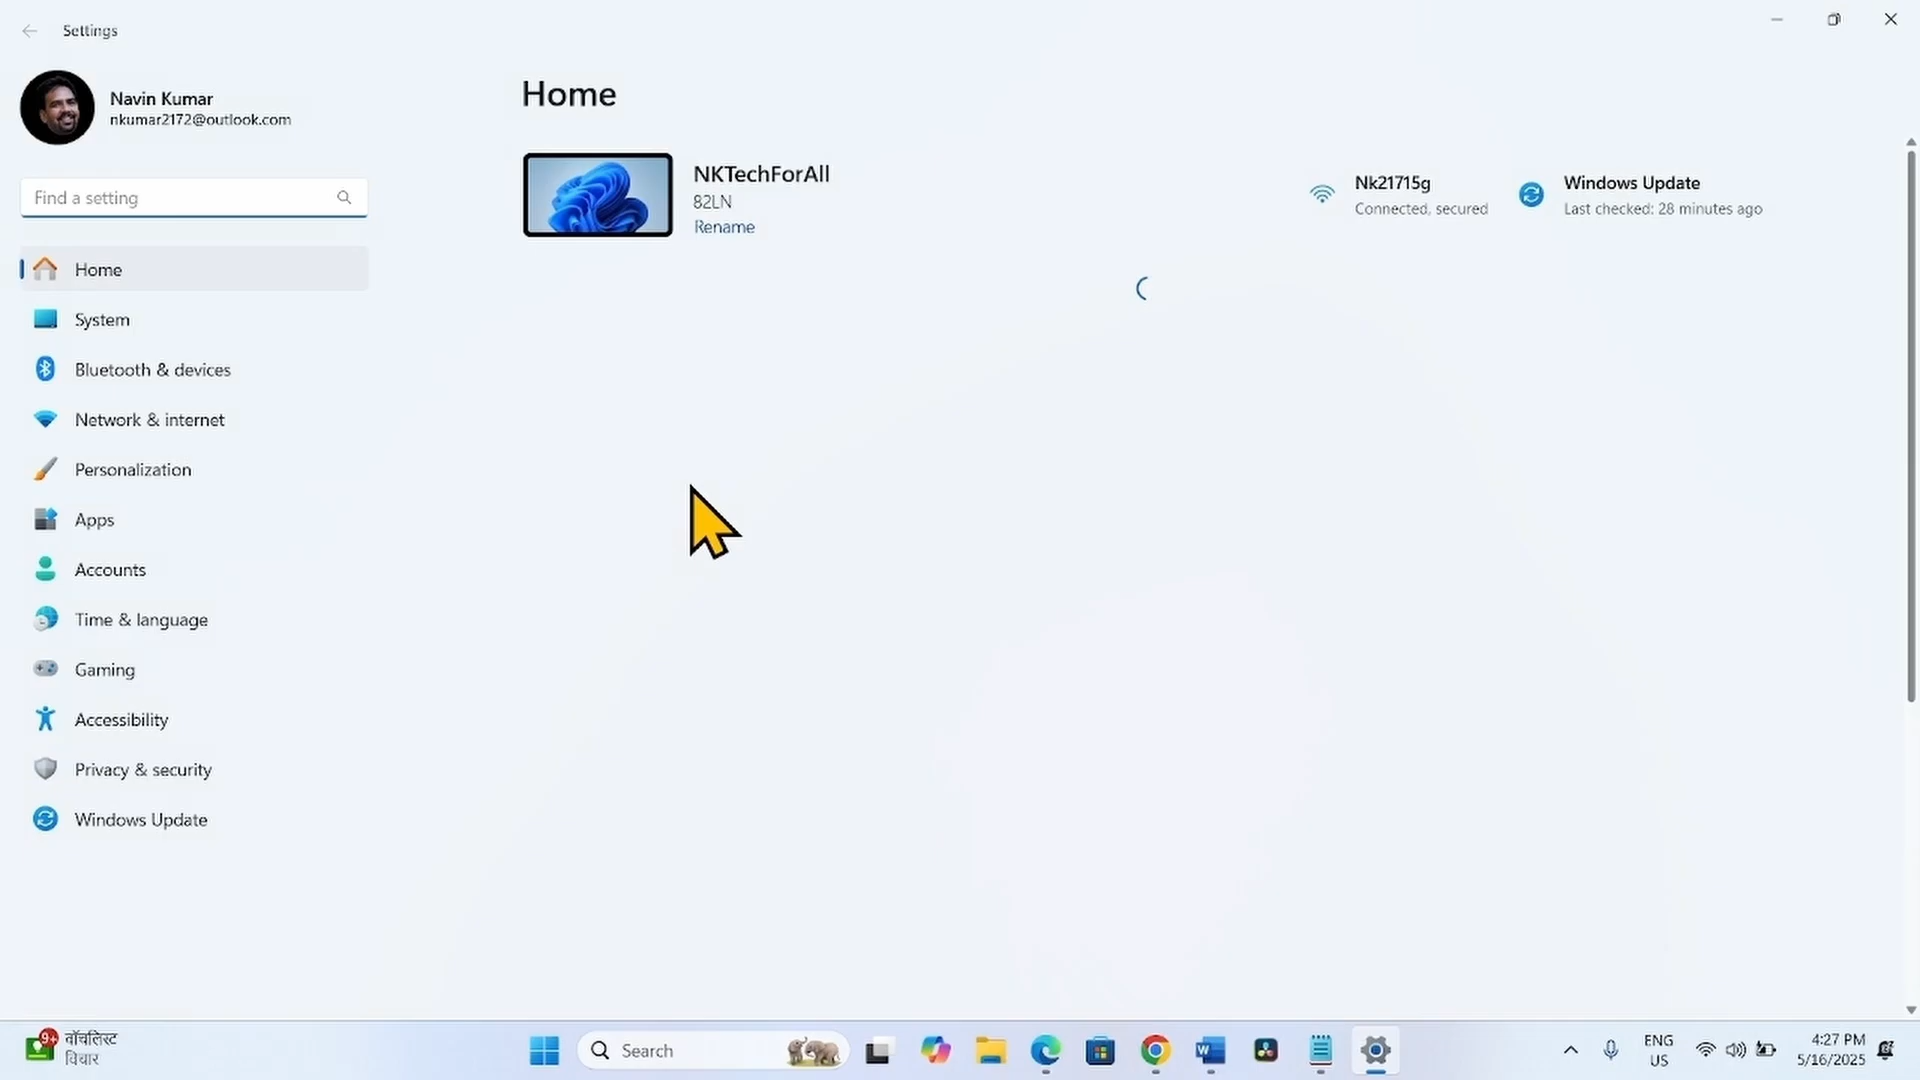 Settings
Navin Kumar
nkumar2172@outlook.com
Find a setting
Home
System
Bluetooth & devices
Network & internet
Personalization
Apps
Accounts
Time & language
Gaming
Accessibility
Privacy & security
Windows Update
Home
NKTechForAll
82LN
Rename
Nk21715g
Connected, secured
Windows Update
Last checked: 28 minutes ago
9+
वॉचलिस्ट
विचार
Search
ENG
US
4:27 PM
5/16/2025